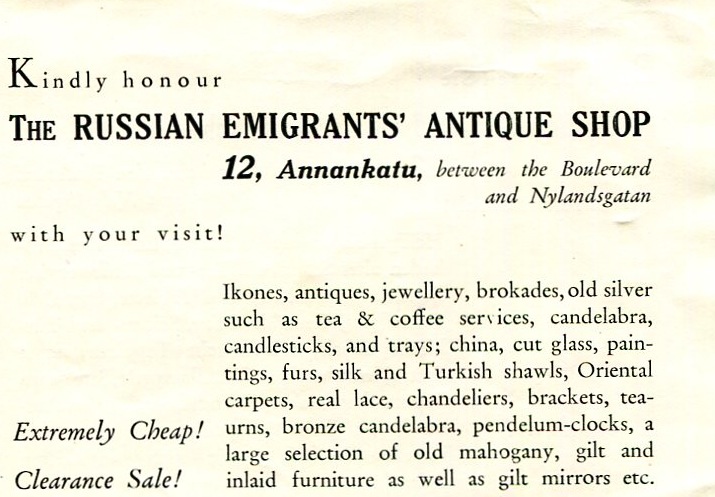 Kindly honour
THE RUSSIAN EMIGRANTS' ANTIQUE SHOP
12, Annankatu, between the Boulevard
and Nylandsgatan
with your visit!
Ikones, antiques, jewellery, brokades, old silver
such as tea & coffee services, candelabra,
candlesticks, and trays; china, cut glass, pain-
tings, furs, silk and Turkish shawls, Oriental
carpets, real lace, chandeliers, brackets, tea-
urns, bronze candelabra, pendelum-clocks, a
large selection of old mahogany, gilt and
inlaid furniture as well as gilt mirrors etc.
Extremely Cheap!
Clearance Sale!